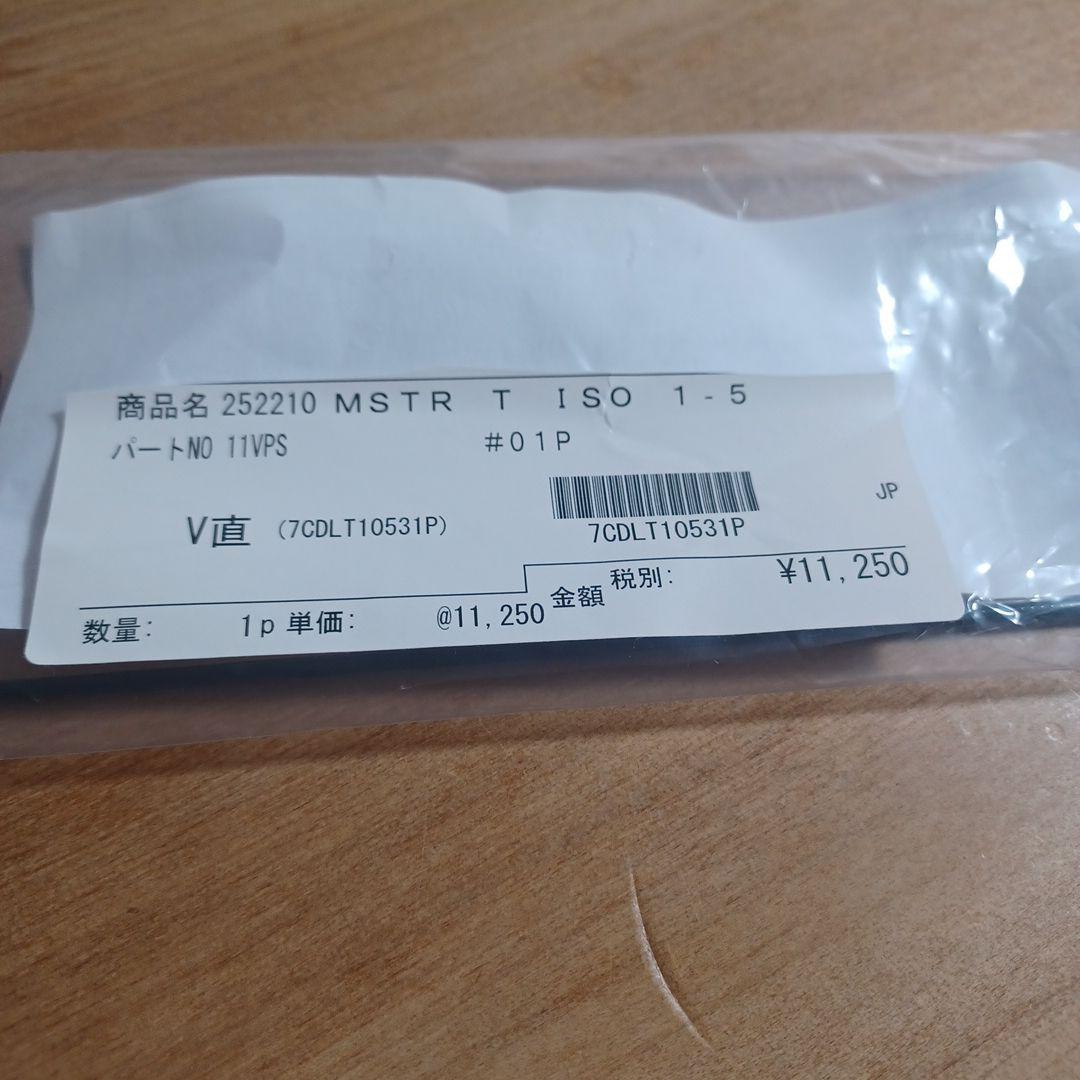 商品名 252210 MSTR T ISO 1-5
パートNO 11VPS #01P
V直 (7CDLT10531P) 7CDLT10531P JP
数量: 1p 単価: @11,250 金額 税別: ¥11,250